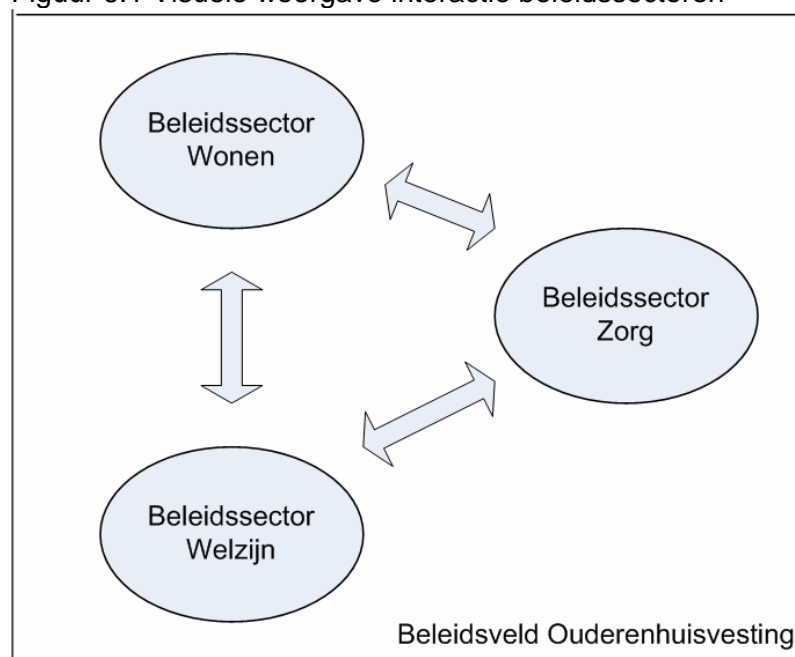 Beleidssector
Wonen
Beleidssector
Zorg
Beleidssector
Welzijn
Beleidsveld Ouderenhuisvesting